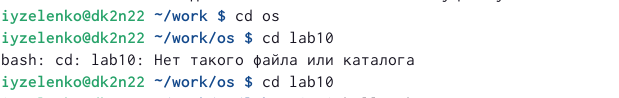 iyzelenko@dk2n22 ~/work $ cd os
iyzelenko@dk2n22 ~/work/os $ cd lab10
bash: cd: lab10: Нет такого файла или каталога
iyzelenko@dk2n22 ~/work/os $ cd lab10